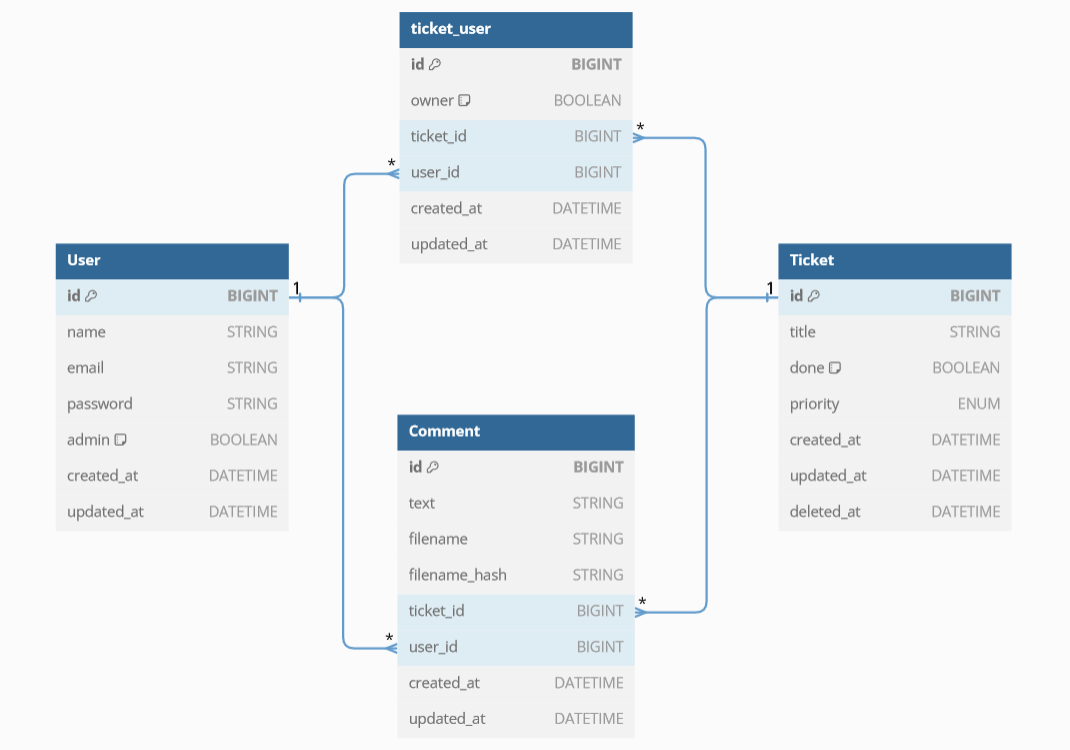 ticket_user
id BIGINT
owner BOOLEAN
ticket_id BIGINT
user_id BIGINT
created_at DATETIME
updated_at DATETIME
*
*
User
id BIGINT
name STRING
email STRING
password STRING
admin BOOLEAN
created_at DATETIME
updated_at DATETIME
1
Ticket
id BIGINT
title STRING
done BOOLEAN
priority ENUM
created_at DATETIME
updated_at DATETIME
deleted_at DATETIME
1
Comment
id BIGINT
text STRING
filename STRING
filename_hash STRING
ticket_id BIGINT
user_id BIGINT
created_at DATETIME
updated_at DATETIME
*
*